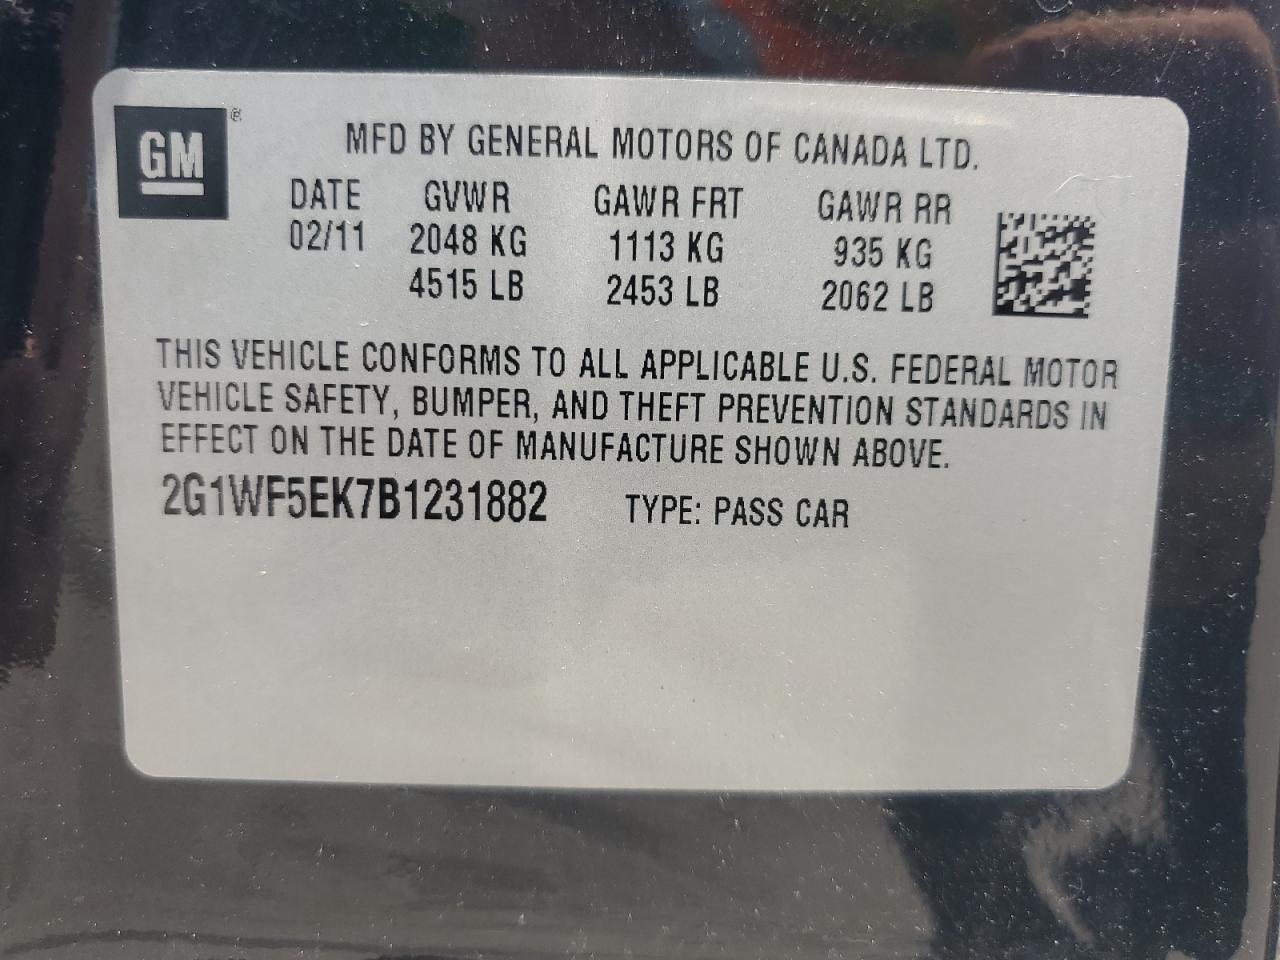 GM ®
MFD BY GENERAL MOTORS OF CANADA LTD.
DATE GVWR GAWR FRT GAWR RR
02/11 2048 KG 1113 KG 935 KG
4515 LB 2453 LB 2062 LB
THIS VEHICLE CONFORMS TO ALL APPLICABLE U.S. FEDERAL MOTOR
VEHICLE SAFETY, BUMPER, AND THEFT PREVENTION STANDARDS IN
EFFECT ON THE DATE OF MANUFACTURE SHOWN ABOVE.
2G1WF5EK7B1231882 TYPE: PASS CAR